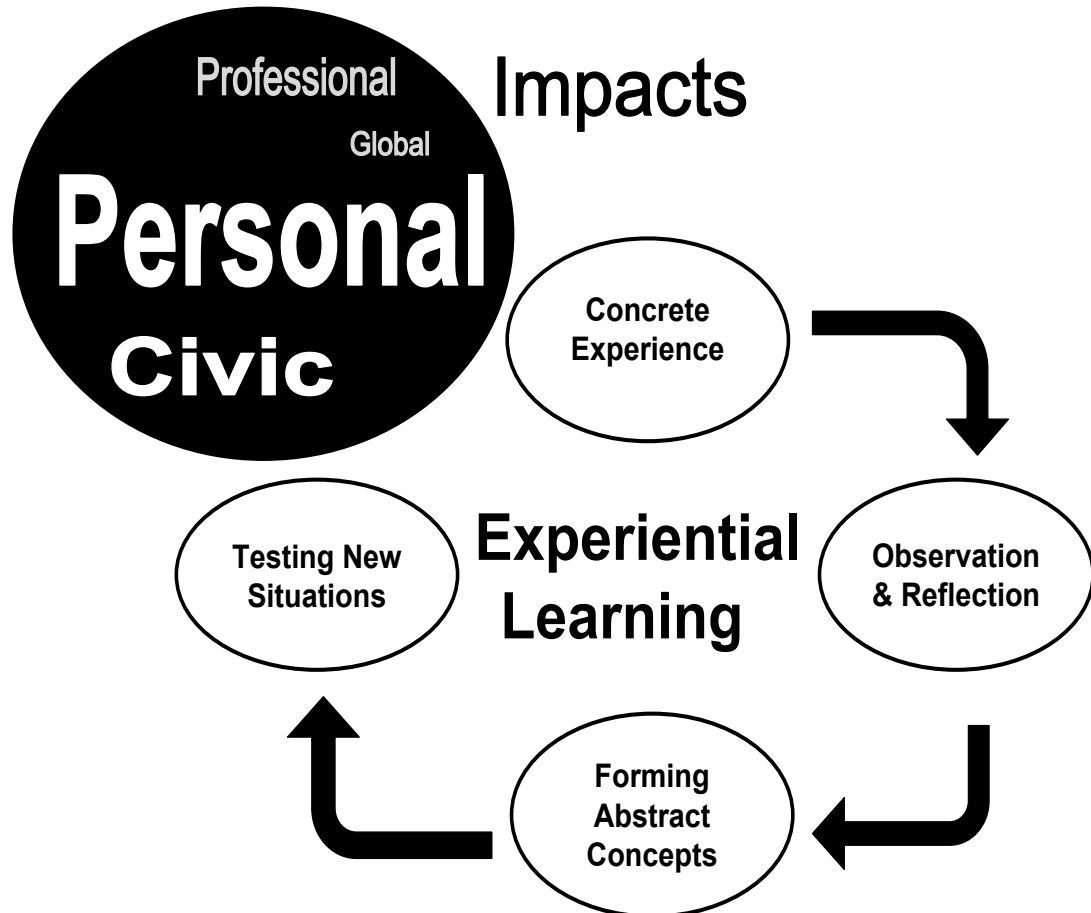 Professional
Impacts
Global
Personal
Civic
Concrete
Experience
Experiential
Learning
Testing New
Situations
Observation
& Reflection
Forming
Abstract
Concepts